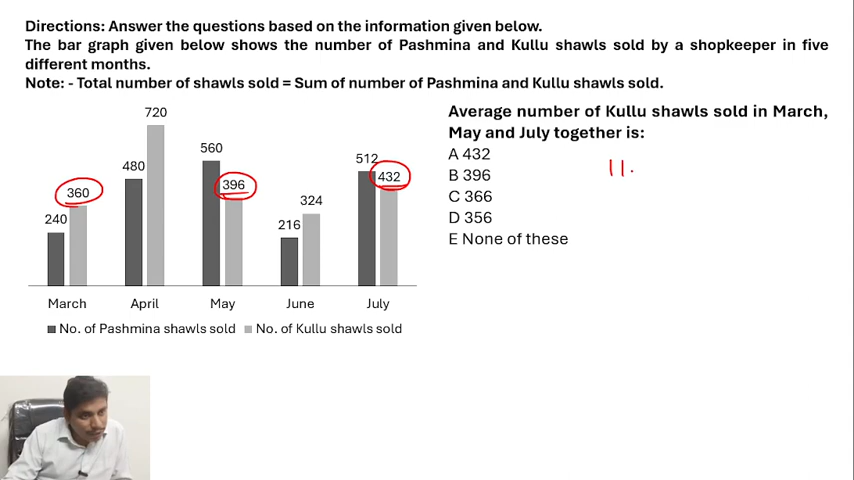 Directions: Answer the questions based on the information given below.
The bar graph given below shows the number of Pashmina and Kullu shawls sold by a shopkeeper in five
different months.
Note: - Total number of shawls sold = Sum of number of Pashmina and Kullu shawls sold.
Average number of Kullu shawls sold in March,
May and July together is:
A 432
B 396
C 366
D 356
E None of these
11.
720
560
512
480
432
396
360
324
240
216
March April May June July
No. of Pashmina shawls sold No. of Kullu shawls sold